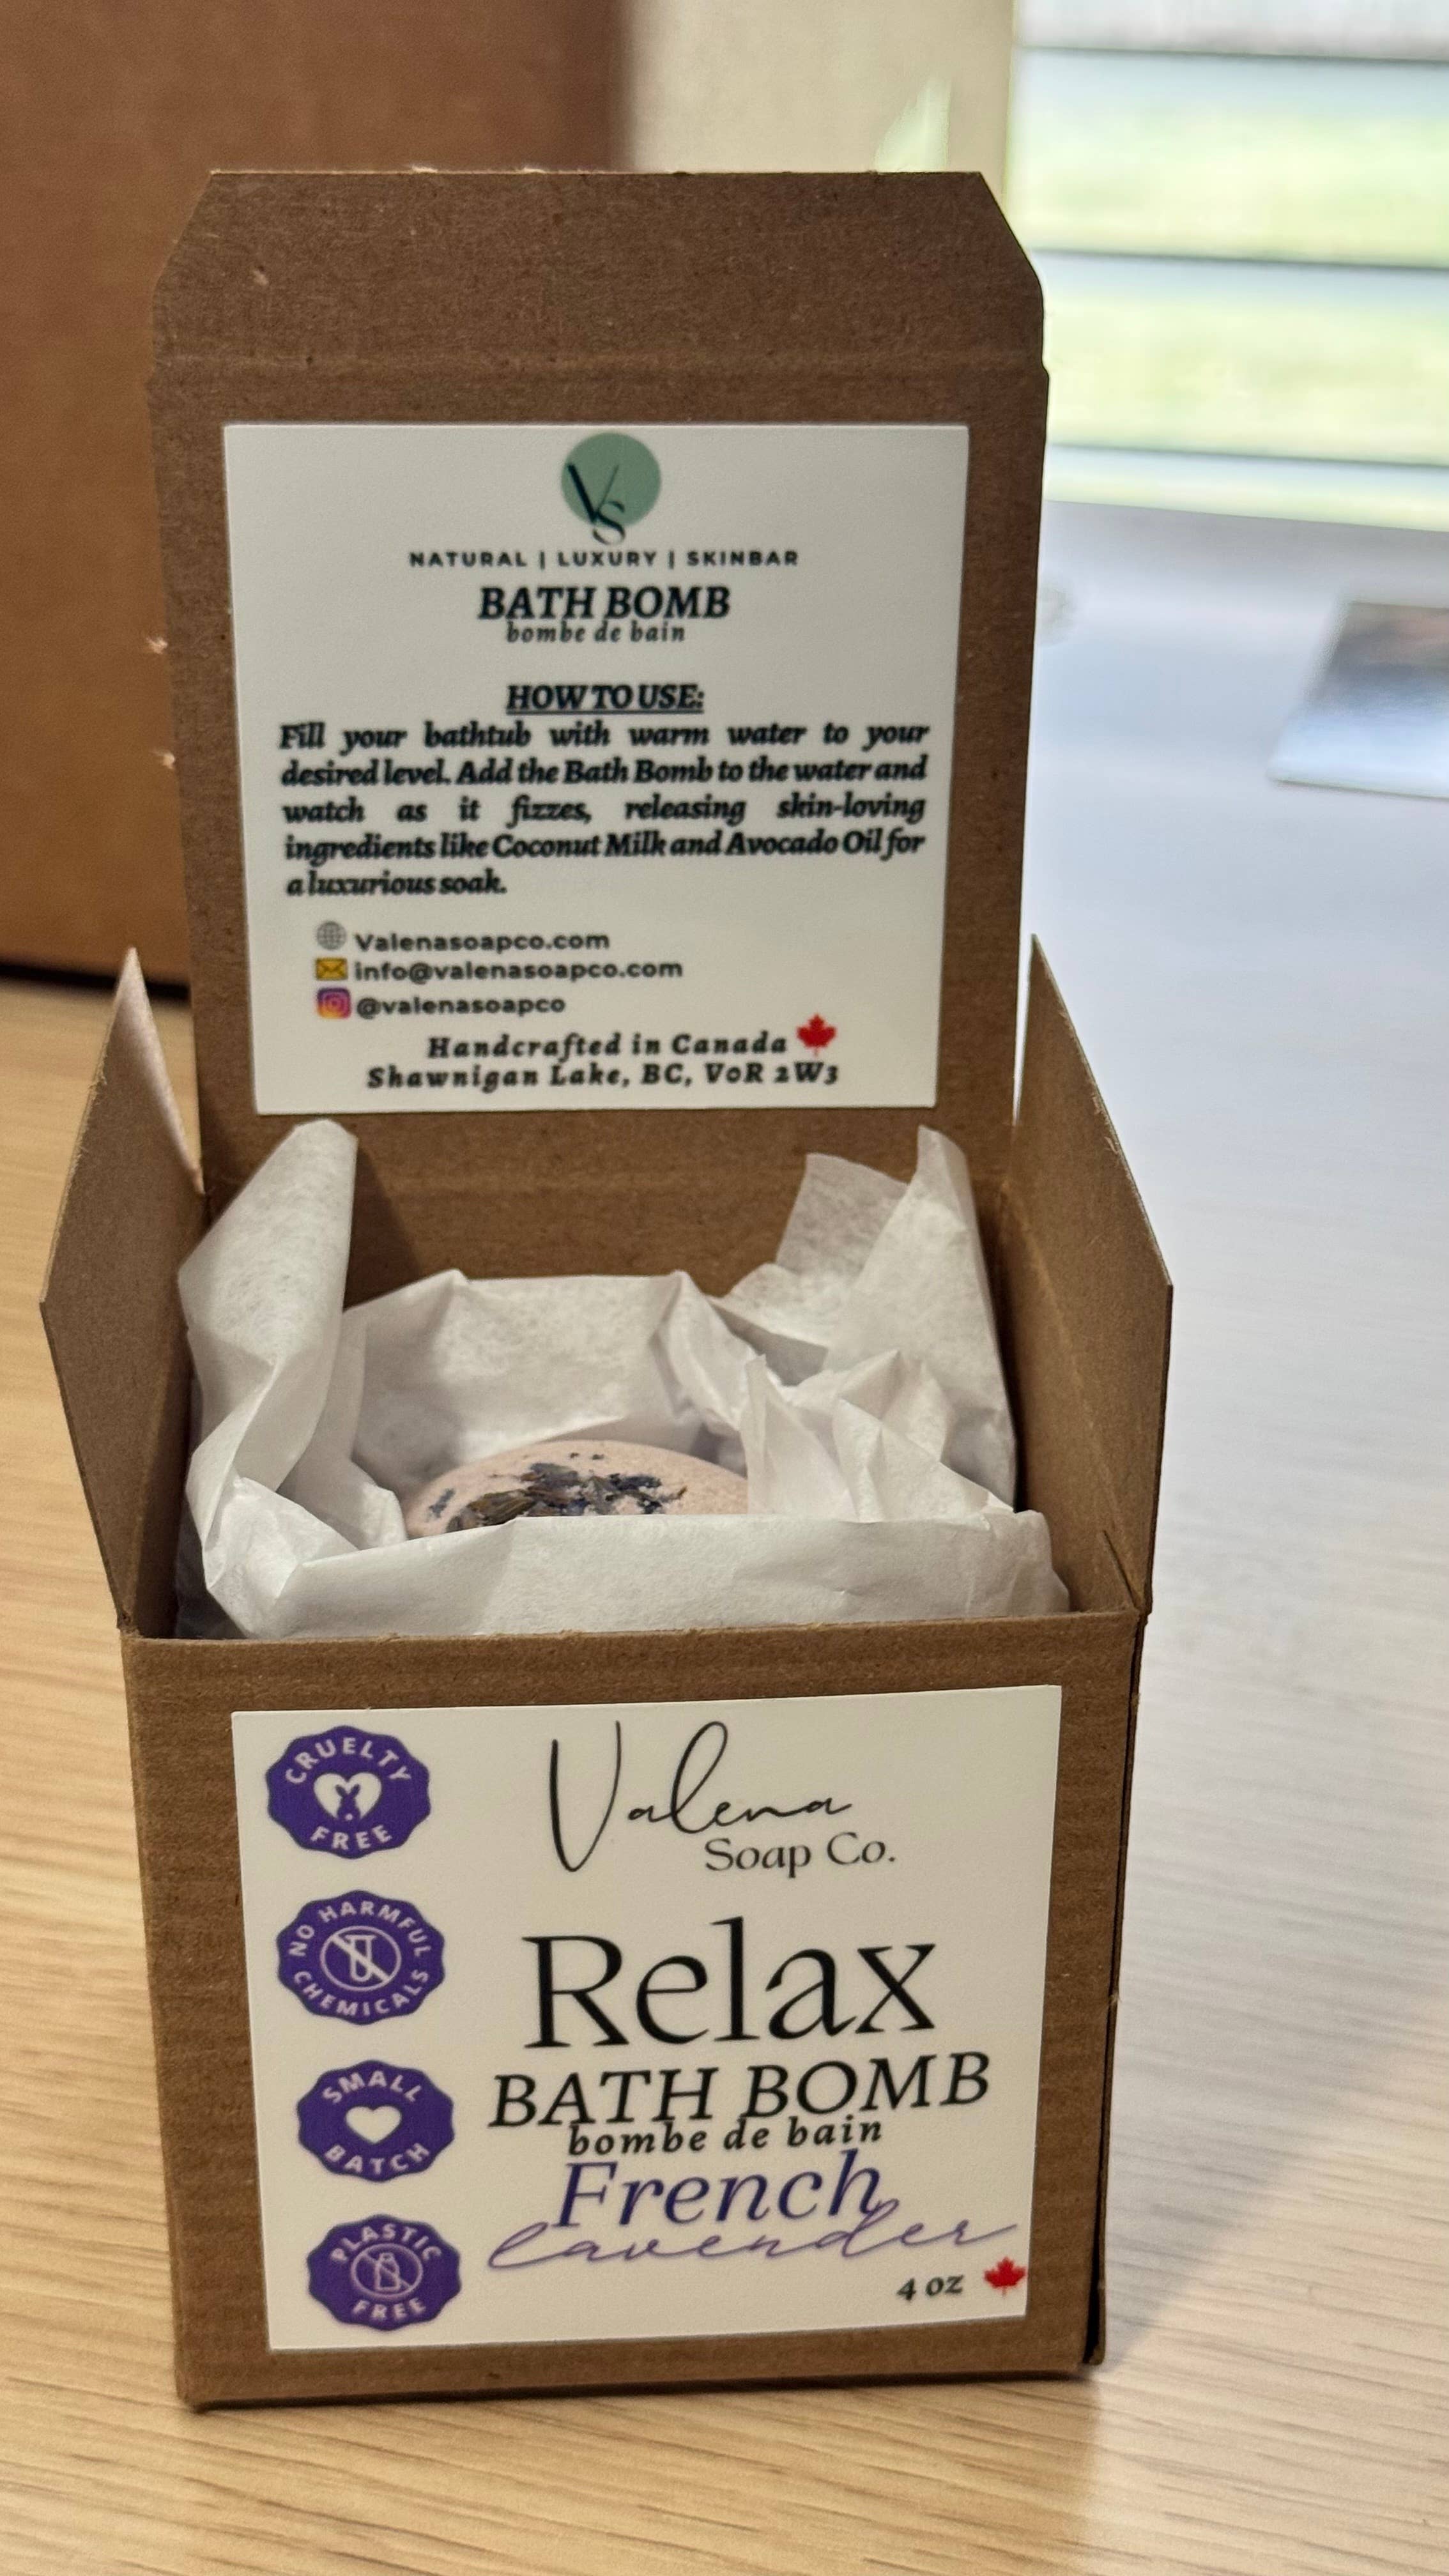 VS
NATURAL | LUXURY | SKINBAR
BATH BOMB
bombe de bain
HOW TO USE:
Fill your bathtub with warm water to your
desired level. Add the Bath Bomb to the water and
watch as it fizzes, releasing skin-loving
ingredients like Coconut Milk and Avocado Oil for
a luxurious soak.
Valenasoapco.com
info@valenasoapco.com
@valenasoapco
Handcrafted in Canada
Shawnigan Lake, BC, V0R 2W3
CRUELTY
FREE
NO HARMFUL
CHEMICALS
SMALL
BATCH
PLASTIC
FREE
Valena
Soap Co.
Relax
BATH BOMB
bombe de bain
French
lavender
4 oz